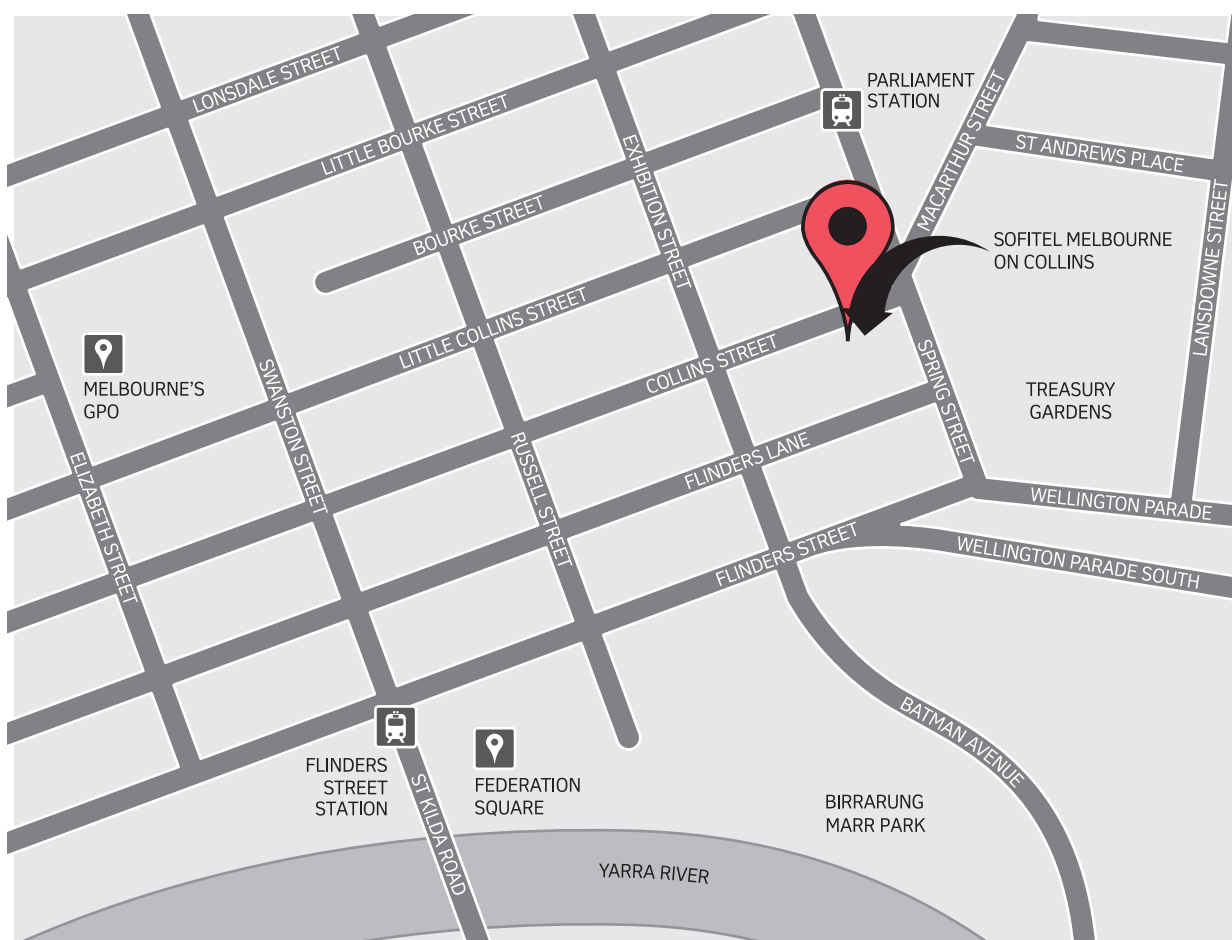 LONSDALE STREET
LITTLE BOURKE STREET
BOURKE STREET
EXHIBITION STREET
PARLIAMENT
STATION
MACARTHUR STREET
ST ANDREWS PLACE
SOFITEL MELBOURNE
ON COLLINS
LANSDOWNE STREET
LITTLE COLLINS STREET
COLLINS STREET
SPRING STREET
TREASURY
GARDENS
MELBOURNE'S
GPO
SWANSTON STREET
ELIZABETH STREET
RUSSELL STREET
FLINDERS LANE
FLINDERS STREET
WELLINGTON PARADE
WELLINGTON PARADE SOUTH
BATMAN AVENUE
FLINDERS
STREET
STATION
ST KILDA ROAD
FEDERATION
SQUARE
BIRRARUNG
MARR PARK
YARRA RIVER